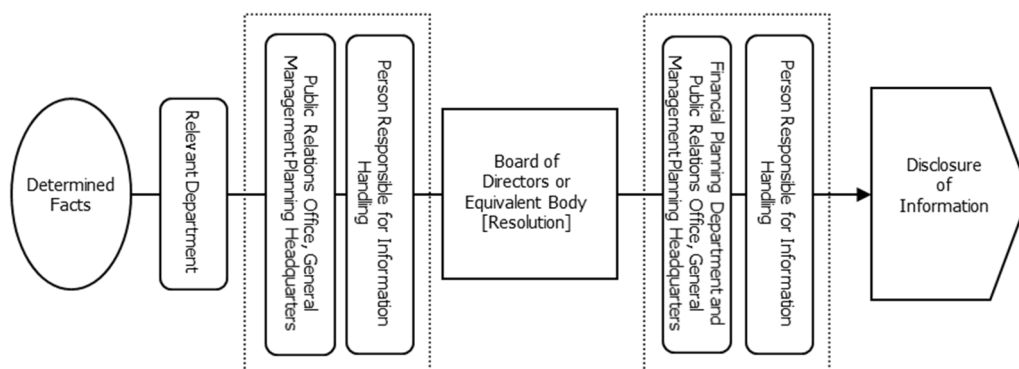 Determined
Facts
Relevant Department
Public Relations Office, General
Management Planning Headquarters
Person Responsible for Information
Handling
Board of
Directors or
Equivalent Body
[Resolution]
Financial Planning Department and
Public Relations Office, General
Management Planning Headquarters
Person Responsible for Information
Handling
Disclosure
of
Information